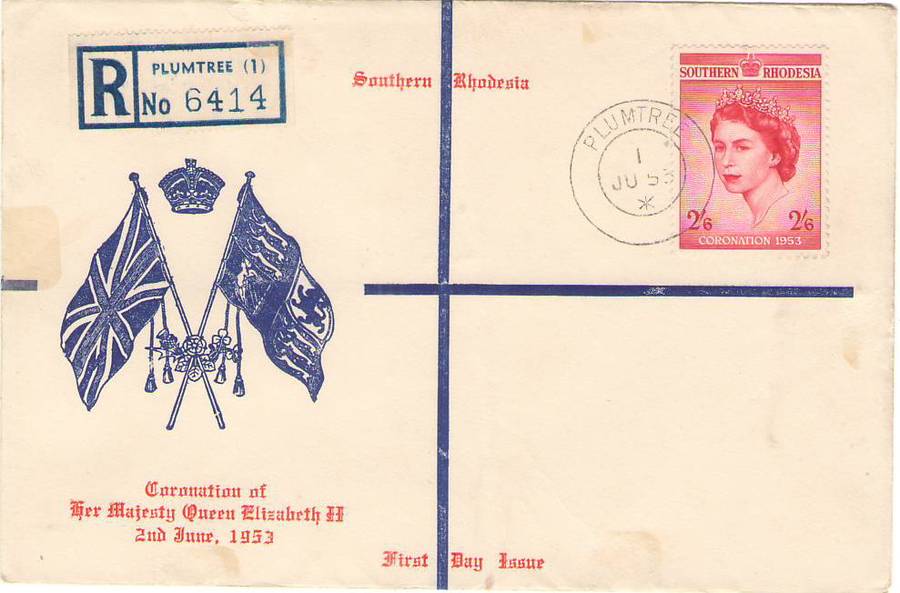 R
PLUMTREE (1)
No 6414
Southern Rhodesia
PLUMTREE
1
JU 53
*
SOUTHERN RHODESIA
2/6 2/6
CORONATION 1953
Coronation of
Her Majesty Queen Elizabeth II
2nd June, 1953
First Day Issue